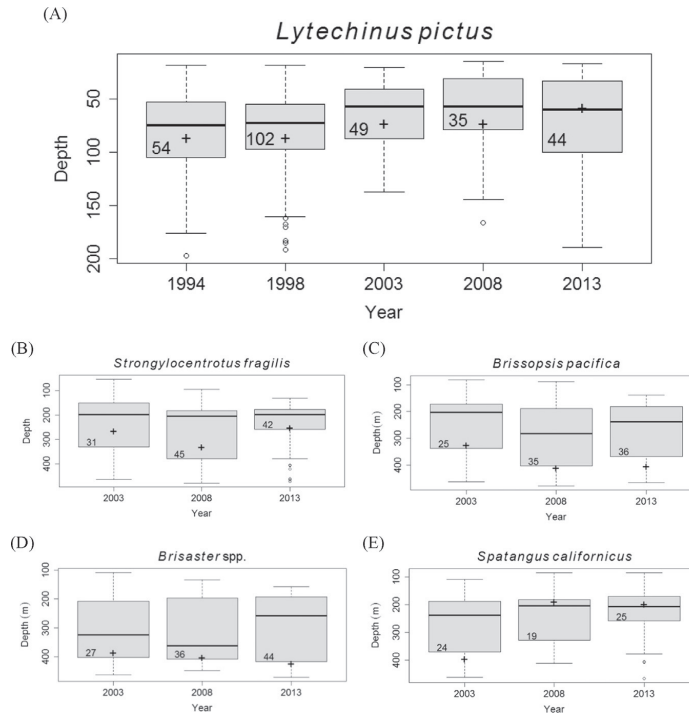 (A)
Lytechinus pictus
Depth
50
100
150
200
54
102
49
35
44
1994 1998 2003 2008 2013
Year
(B)
Strongylocentrotus fragilis
Depth
100
200
300
400
31
45
42
2003 2008 2013
Year
(C)
Brissopsis pacifica
Depth (m)
100
200
300
400
25
35
36
2003 2008 2013
Year
(D)
Brisaster spp.
Depth (m)
100
200
300
400
27
36
44
2003 2008 2013
Year
(E)
Spatangus californicus
Depth (m)
100
200
300
400
24
19
25
2003 2008 2013
Year